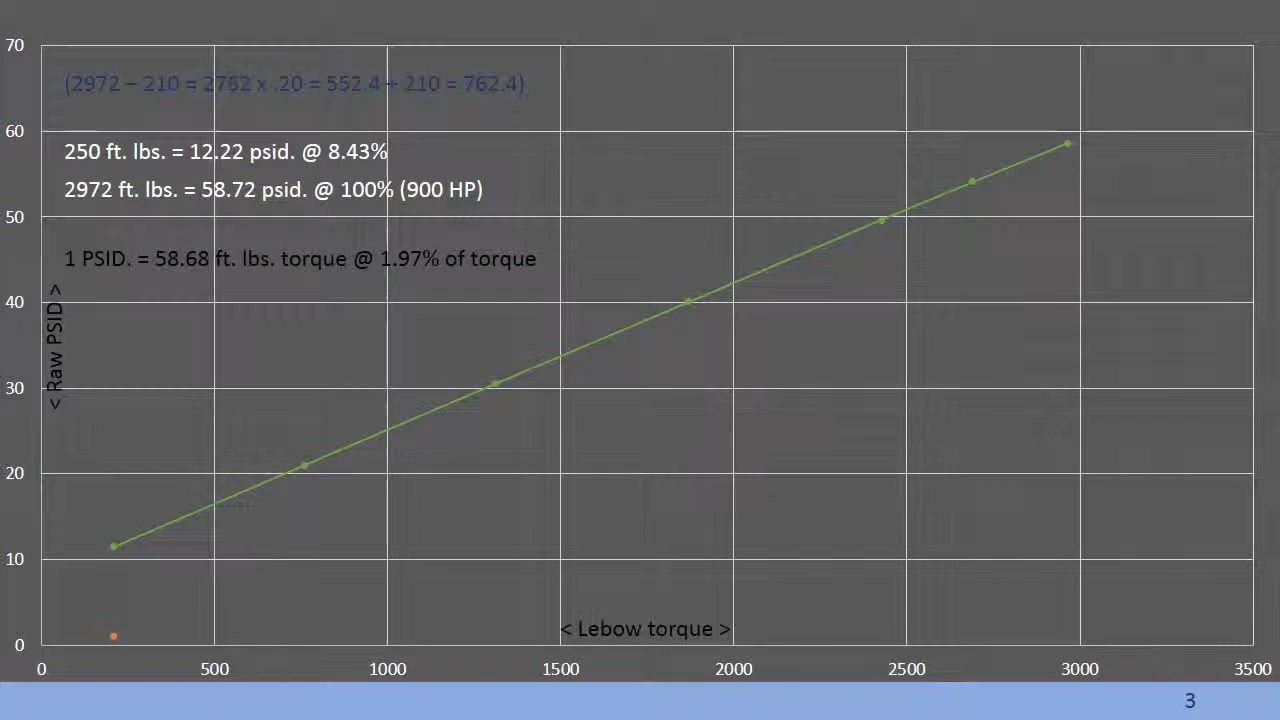 70
(2972 – 210 = 2762 x .20 = 552.4 + 210 = 762.4)
60
250 ft. lbs. = 12.22 psid. @ 8.43%
2972 ft. lbs. = 58.72 psid. @ 100% (900 HP)
50
1 PSID. = 58.68 ft. lbs. torque @ 1.97% of torque
40
< Raw PSID >
30
20
10
< Lebow torque >
0
0 500 1000 1500 2000 2500 3000 3500
3